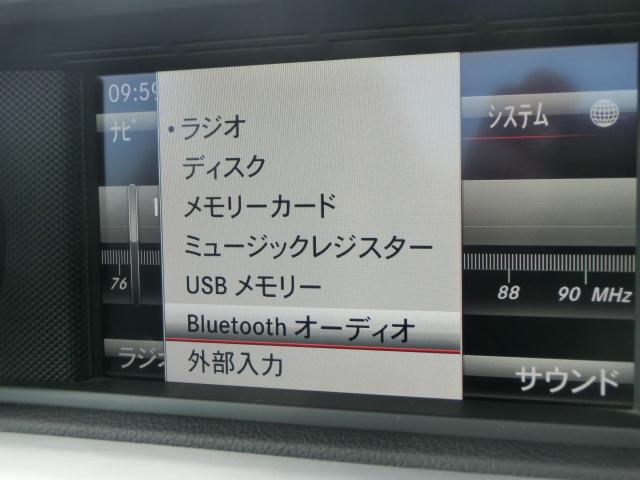 09:59
ナビ
システム
•ラジオ
ディスク
メモリーカード
ミュージックレジスター
USB メモリー
Bluetooth オーディオ
外部入力
76
88
90 MHz
サウンド